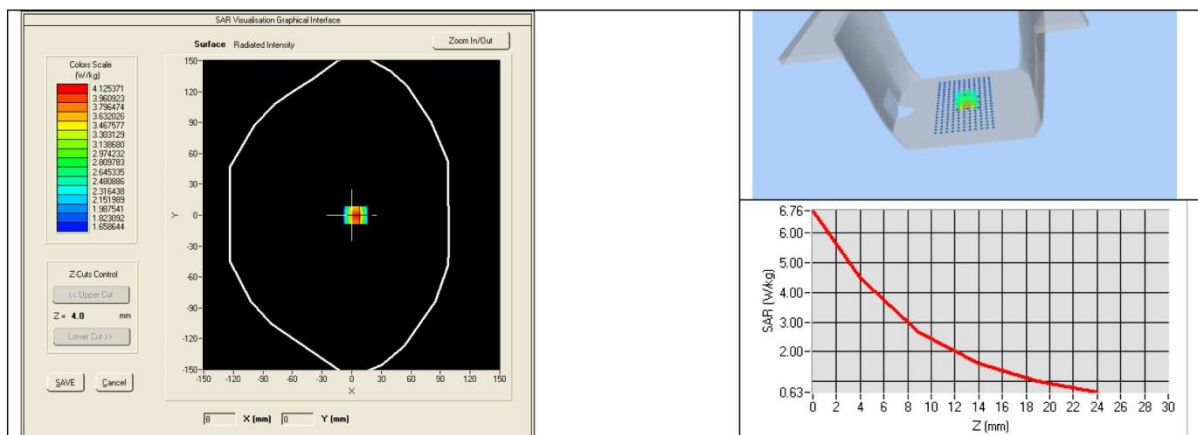 SAR Visualisation Graphical Interface
Surface Radiated Intensity
Zoom In/Out
Colors Scale
(W/kg)
4.125371
3.960923
3.796474
3.632026
3.467577
3.303129
3.138680
2.974232
2.809783
2.645335
2.480886
2.316438
2.151989
1.987541
1.823092
1.658644
Z-Cuts Control
<< Upper Cut
Z = 4.0 mm
Lower Cut >>
SAVE Cancel
Y
150
120
90
60
30
0
-30
-60
-90
-120
-150
-150 -120 -90 -60 -30 0 30 60 90 120 150
X
8 X (mm) 0 Y (mm)
SAR (W/kg)
6.76
6.00
5.00
4.00
3.00
2.00
0.63
0 2 4 6 8 10 12 14 16 18 20 22 24 26 28 30
Z (mm)